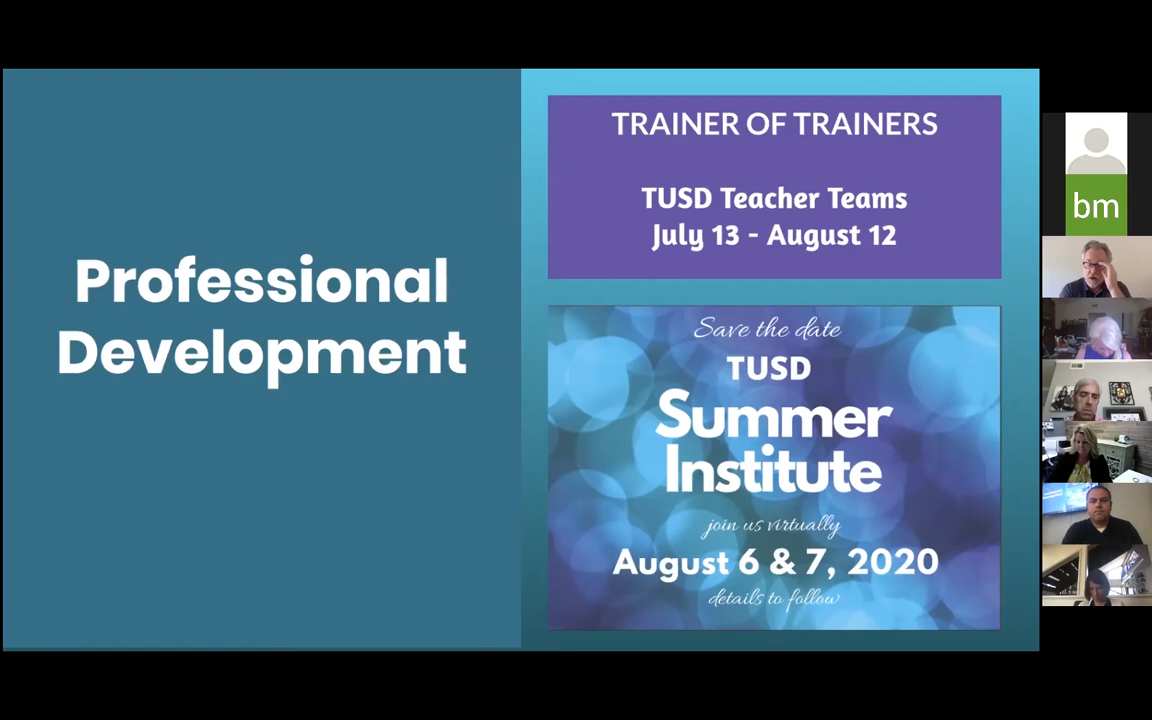 Professional
Development
TRAINER OF TRAINERS
TUSD Teacher Teams
July 13 - August 12
Save the date
TUSD
Summer
Institute
join us virtually
August 6 & 7, 2020
details to follow
bm